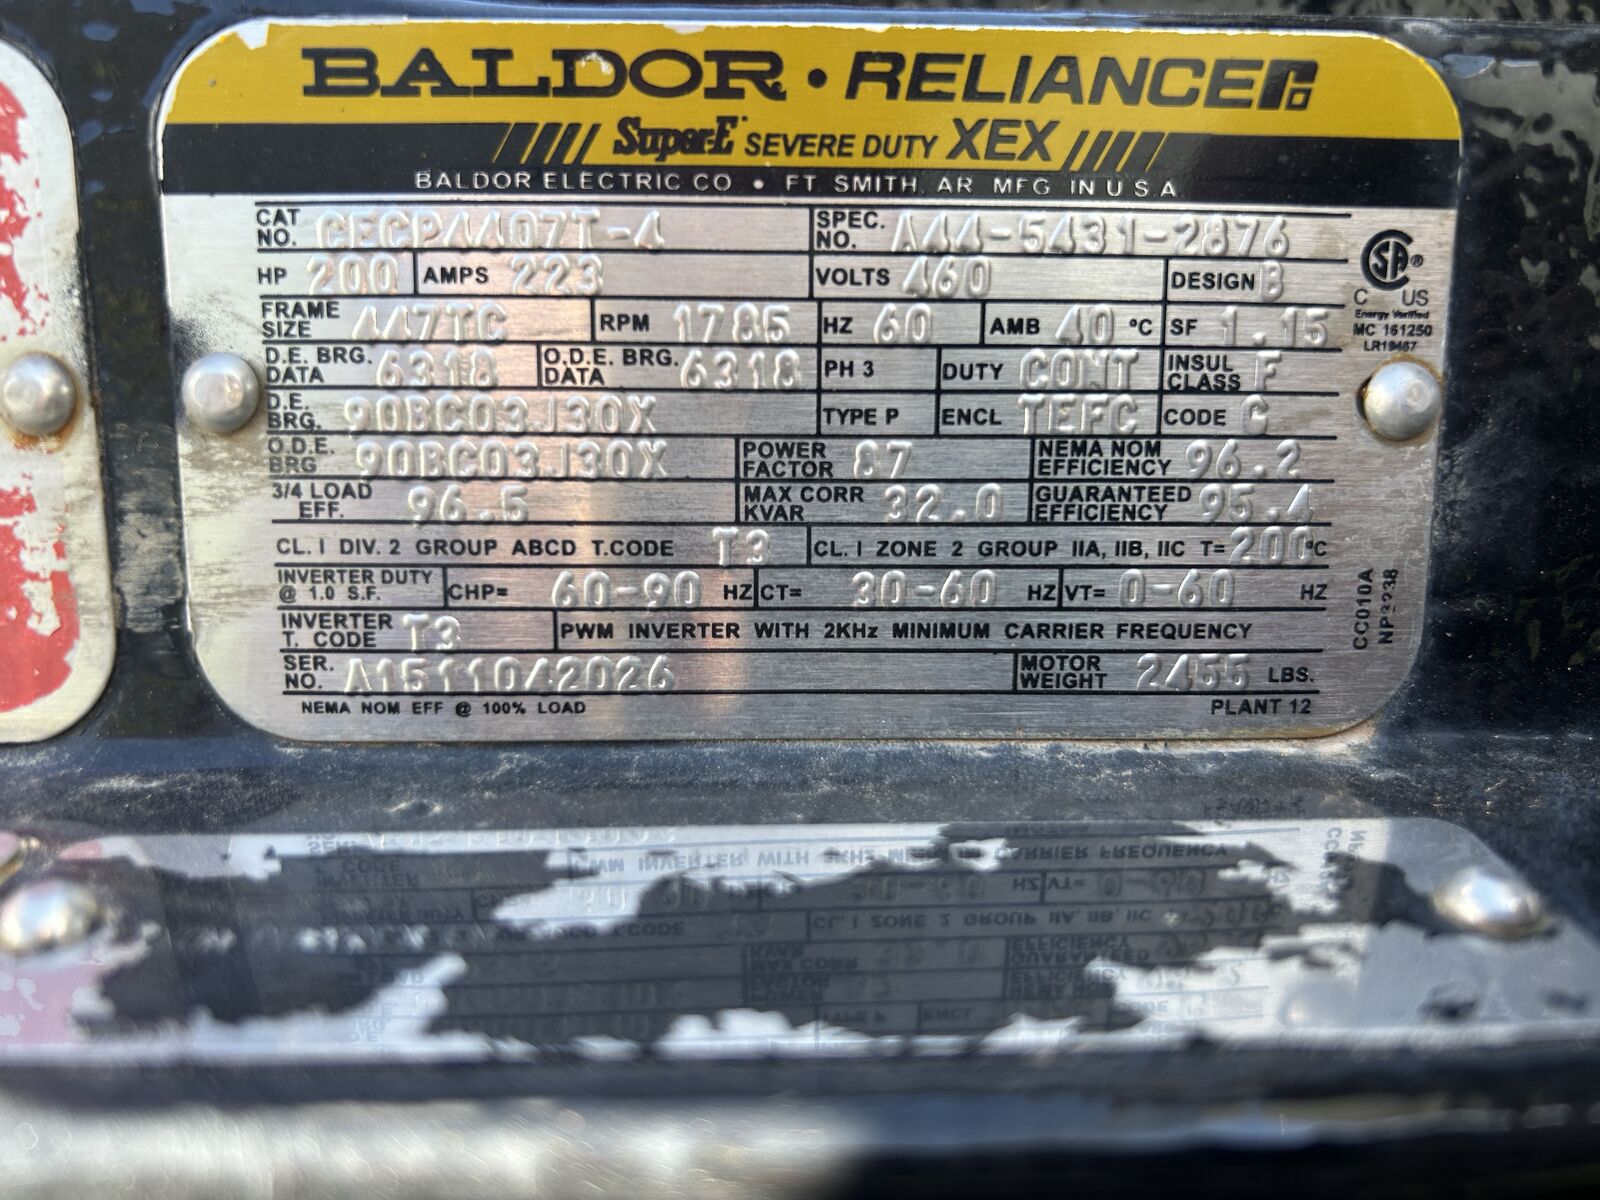 BALDOR • RELIANCE
Super-E SEVERE DUTY XEX
BALDOR ELECTRIC CO • FT SMITH, AR MFG IN U S A
CAT NO. CECP4407T-4 SPEC. NO. A44-5431-2876
HP 200 AMPS 223 VOLTS 460 DESIGN B
FRAME SIZE 447TC RPM 1785 HZ 60 AMB 40 °C SF 1.15
D.E. BRG. DATA 6318 O.D.E. BRG. DATA 6318 PH 3 DUTY CONT INSUL CLASS F
D.E. BRG. 90BC03J30X TYPE P ENCL TEFC CODE G
O.D.E BRG 90BC03J30X POWER FACTOR 87 NEMA NOM EFFICIENCY 96.2
3/4 LOAD EFF. 96.5 MAX CORR KVAR 32.0 GUARANTEED EFFICIENCY 95.4
CL. I DIV. 2 GROUP ABCD T.CODE T3 CL. I ZONE 2 GROUP IIA, IIB, IIC T= 200 °C
INVERTER DUTY @ 1.0 S.F. CHP= 60-90 HZ CT= 30-60 HZ VT= 0-60 HZ
INVERTER T. CODE T3 PWM INVERTER WITH 2KHz MINIMUM CARRIER FREQUENCY
SER. NO. A1511042026 MOTOR WEIGHT 2455 LBS.
NEMA NOM EFF @ 100% LOAD PLANT 12
SA ®
C US
Energy Verified
MC 161250
LR19467
CC010A